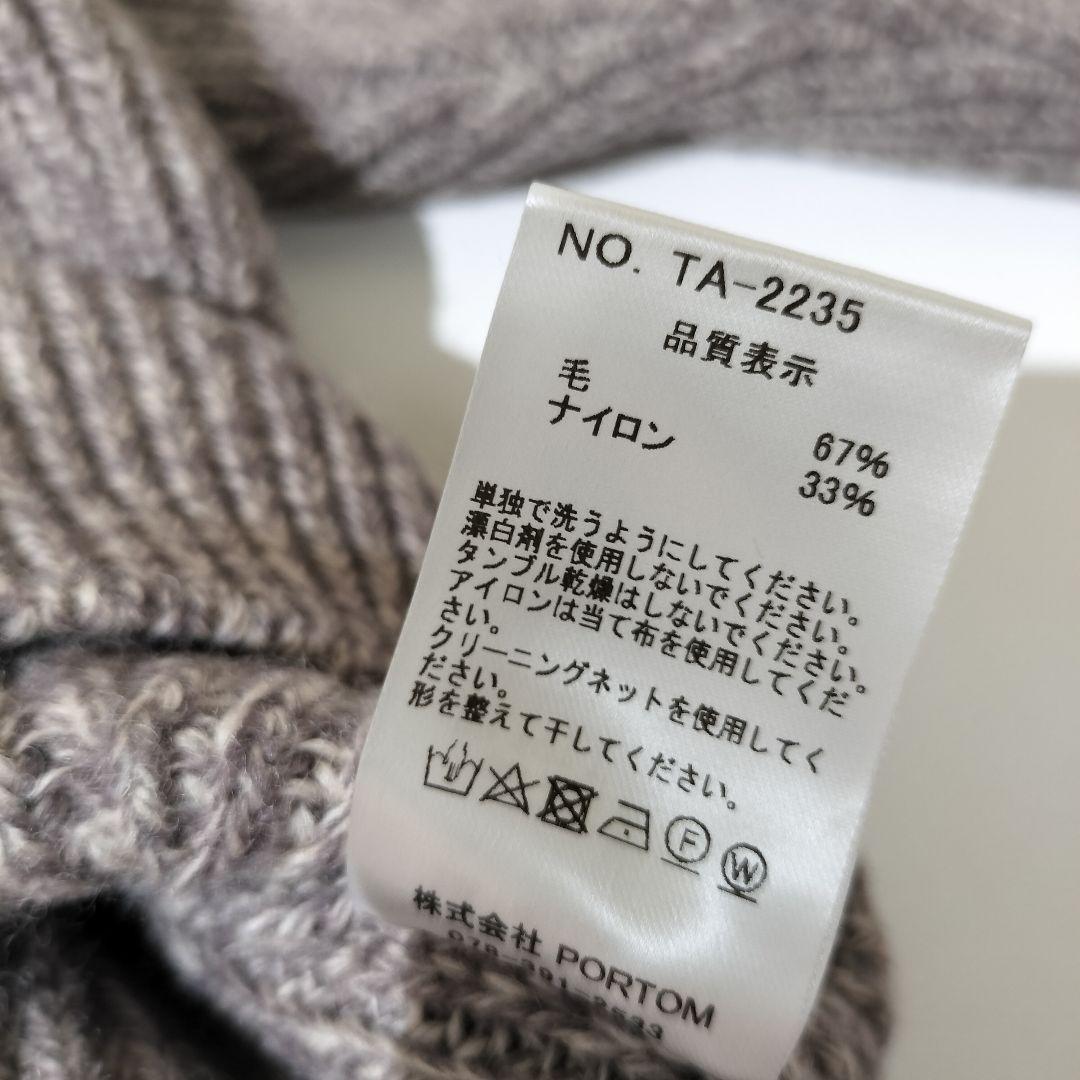 NO. TA-2235
品質表示
毛 67%
ナイロン 33%
単独で洗うようにしてください。
漂白剤を使用しないでください。
タンブル乾燥はしないでください。
アイロンは当て布を使用してくだ
さい。
クリーニングネットを使用してく
ださい。
形を整えて干してください。
F W
株式会社 PORTOM